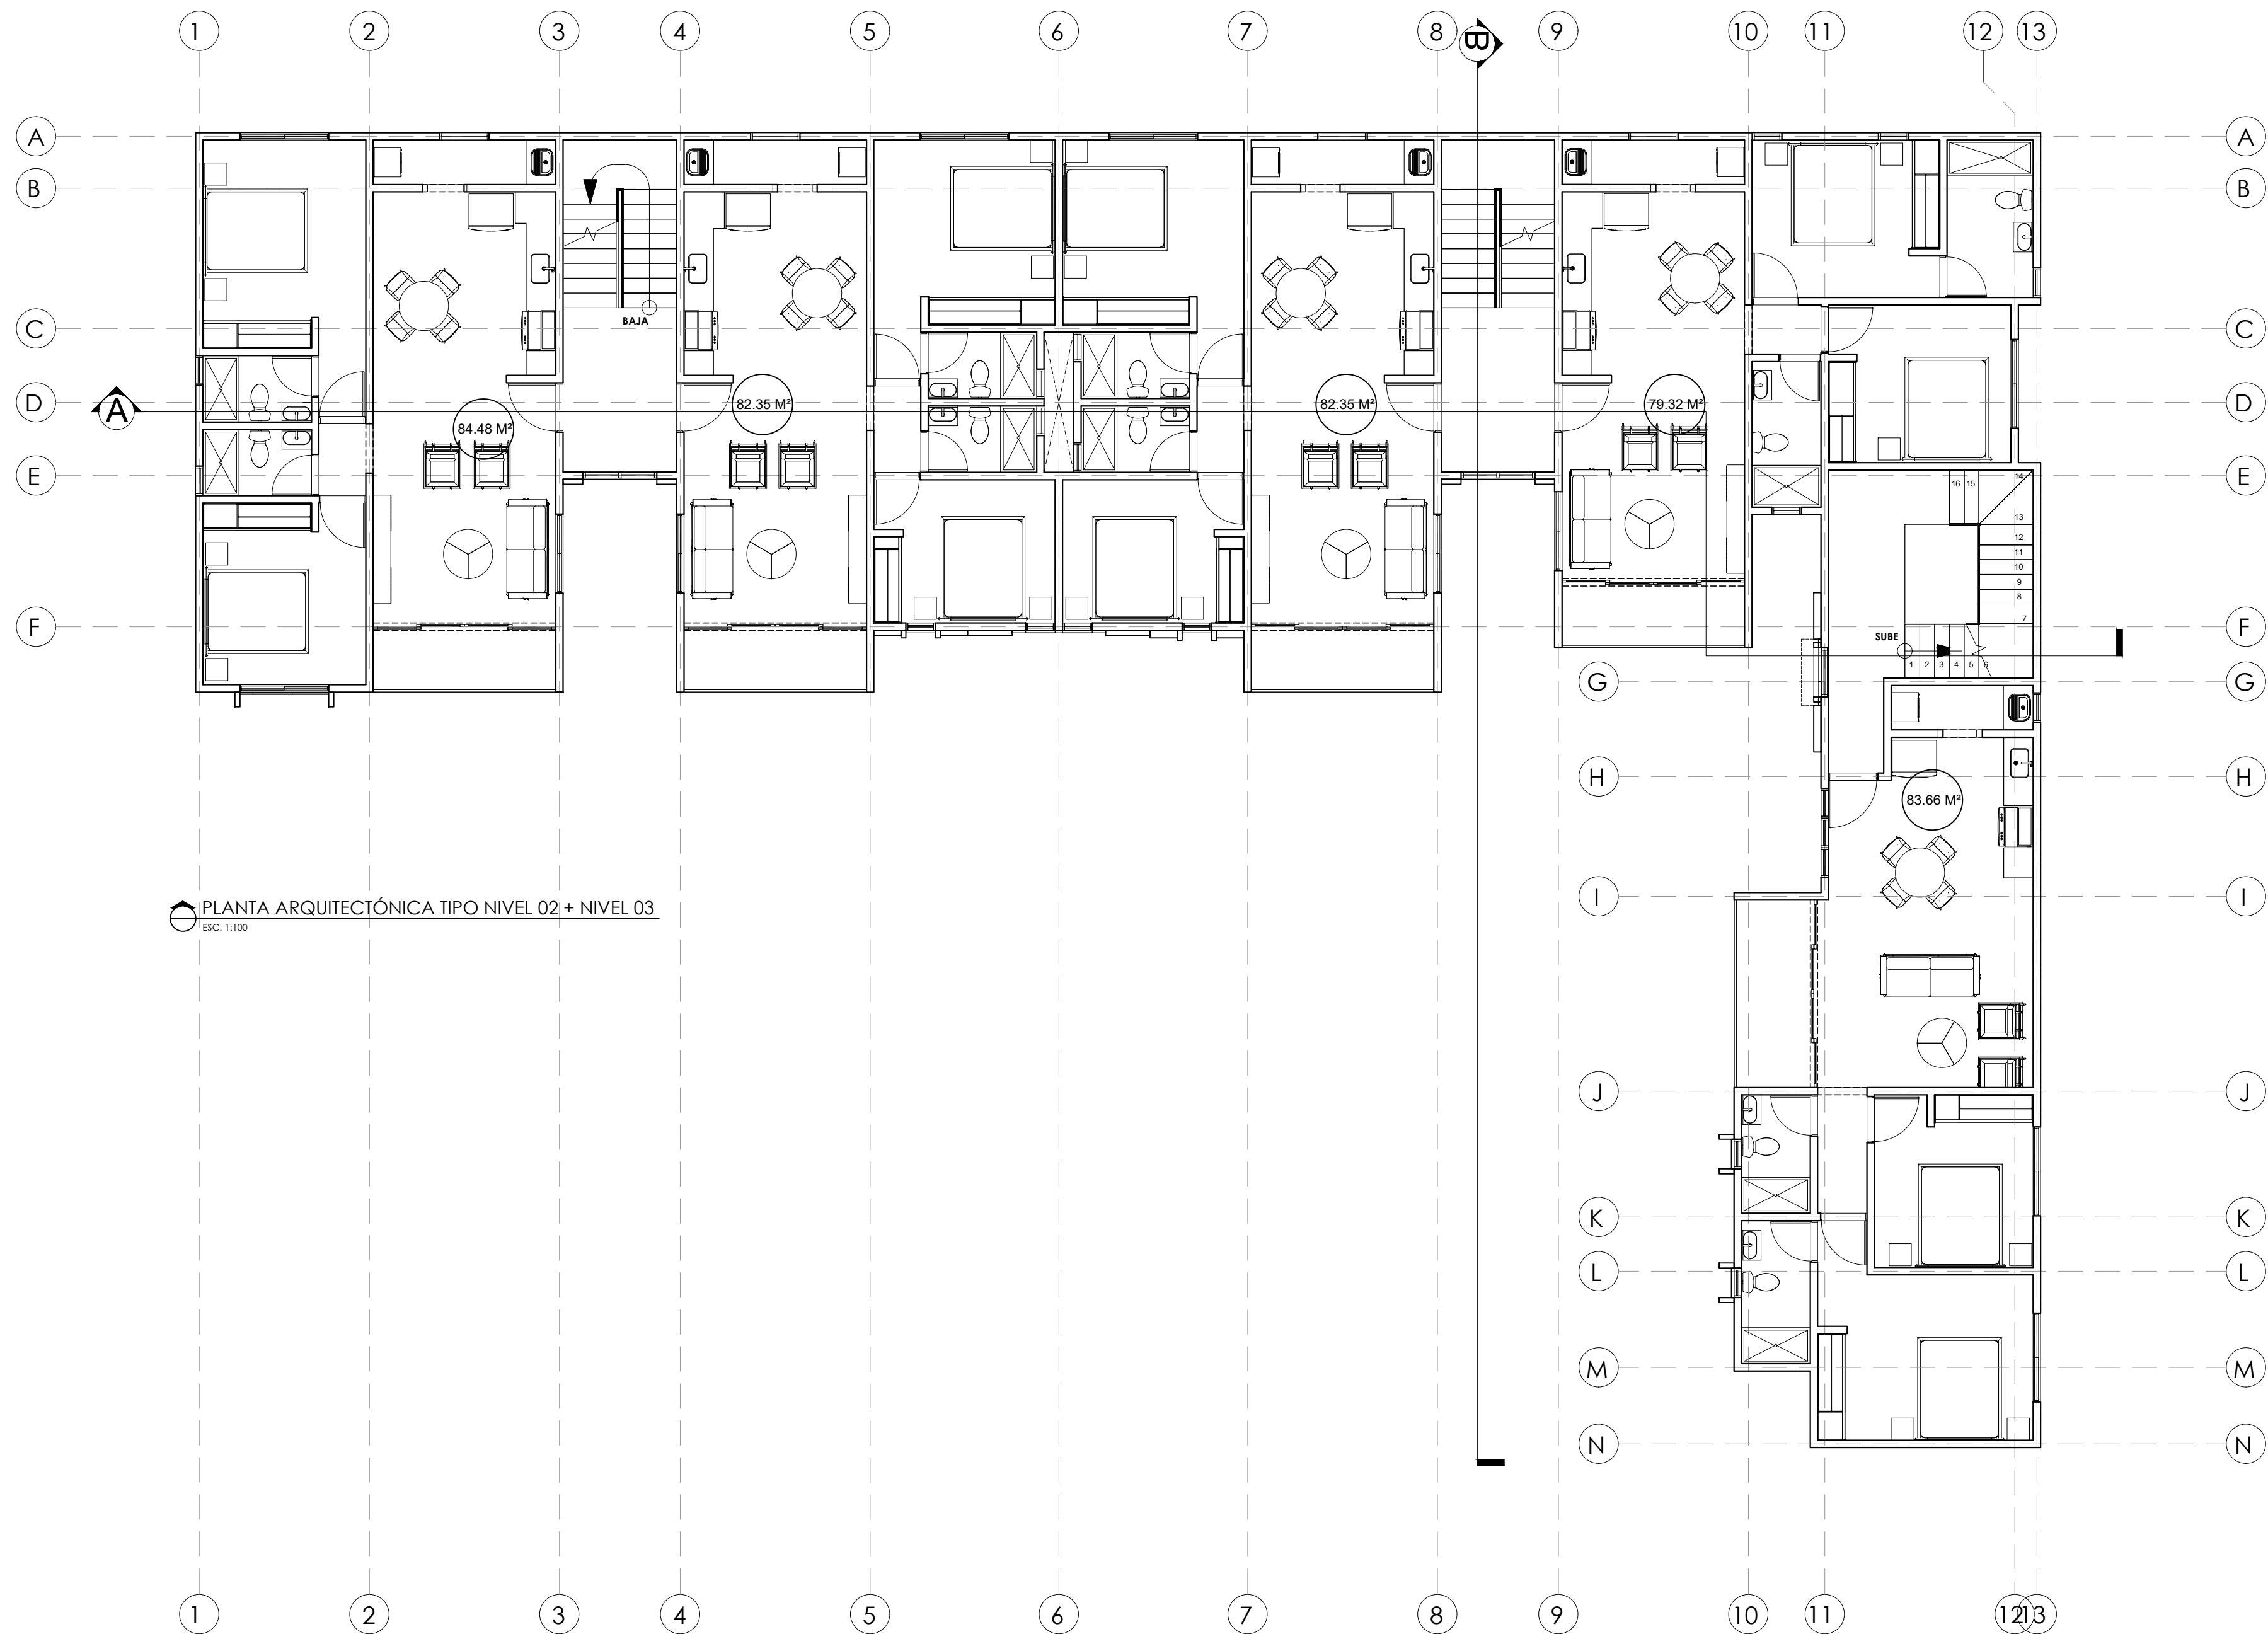 1 2 3 4 5 6 7 8 B 9 10 11 12 13
A A
B B
BAJA
C C
D A 84.48 M² 82.35 M² 82.35 M² 79.32 M² D
E E
16 15 14
13
12
11
10
9
8
7
F F
SUBE
1 2 3 4 5 6
G G
H H
83.66 M²
I I
PLANTA ARQUITECTÓNICA TIPO NIVEL 02 + NIVEL 03
ESC. 1:100
J J
K K
L L
M M
N N
1 2 3 4 5 6 7 8 9 10 11 12 13